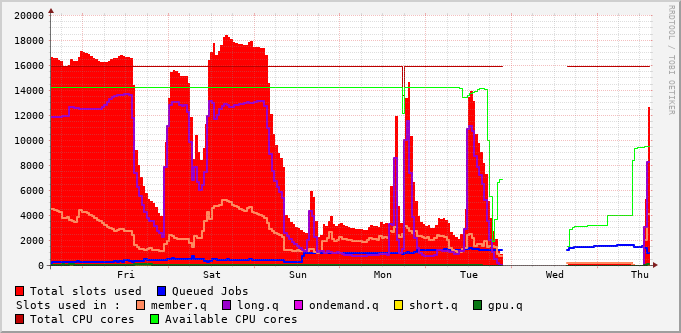 RRDTOOL / TOBI OETIKER
20000
18000
16000
14000
12000
10000
8000
6000
4000
2000
0
Fri Sat Sun Mon Tue Wed Thu
Total slots used Queued Jobs
Slots used in : member.q long.q ondemand.q short.q gpu.q
Total CPU cores Available CPU cores